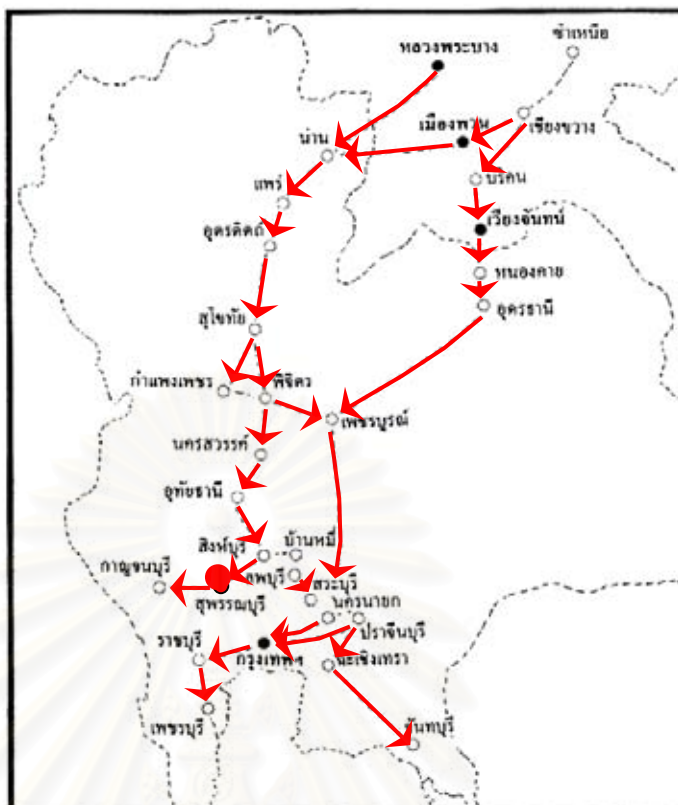 ซำเหนือ
หลวงพระบาง
เมืองพวน
เชียงขวาง
น่าน
บริคน
แพร่
เวียงจันทน์
อุตรดิตถ์
หนองคาย
อุดรธานี
สุโขทัย
กำแพงเพชร
พิจิตร
เพชรบูรณ์
นครสวรรค์
อุทัยธานี
สิงห์บุรี
บ้านหมี่
กาญจนบุรี
ลพบุรี
สระบุรี
สุพรรณบุรี
นครนายก
ปราจีนบุรี
ราชบุรี
กรุงเทพฯ
ฉะเชิงเทรา
เพชรบุรี
จันทบุรี